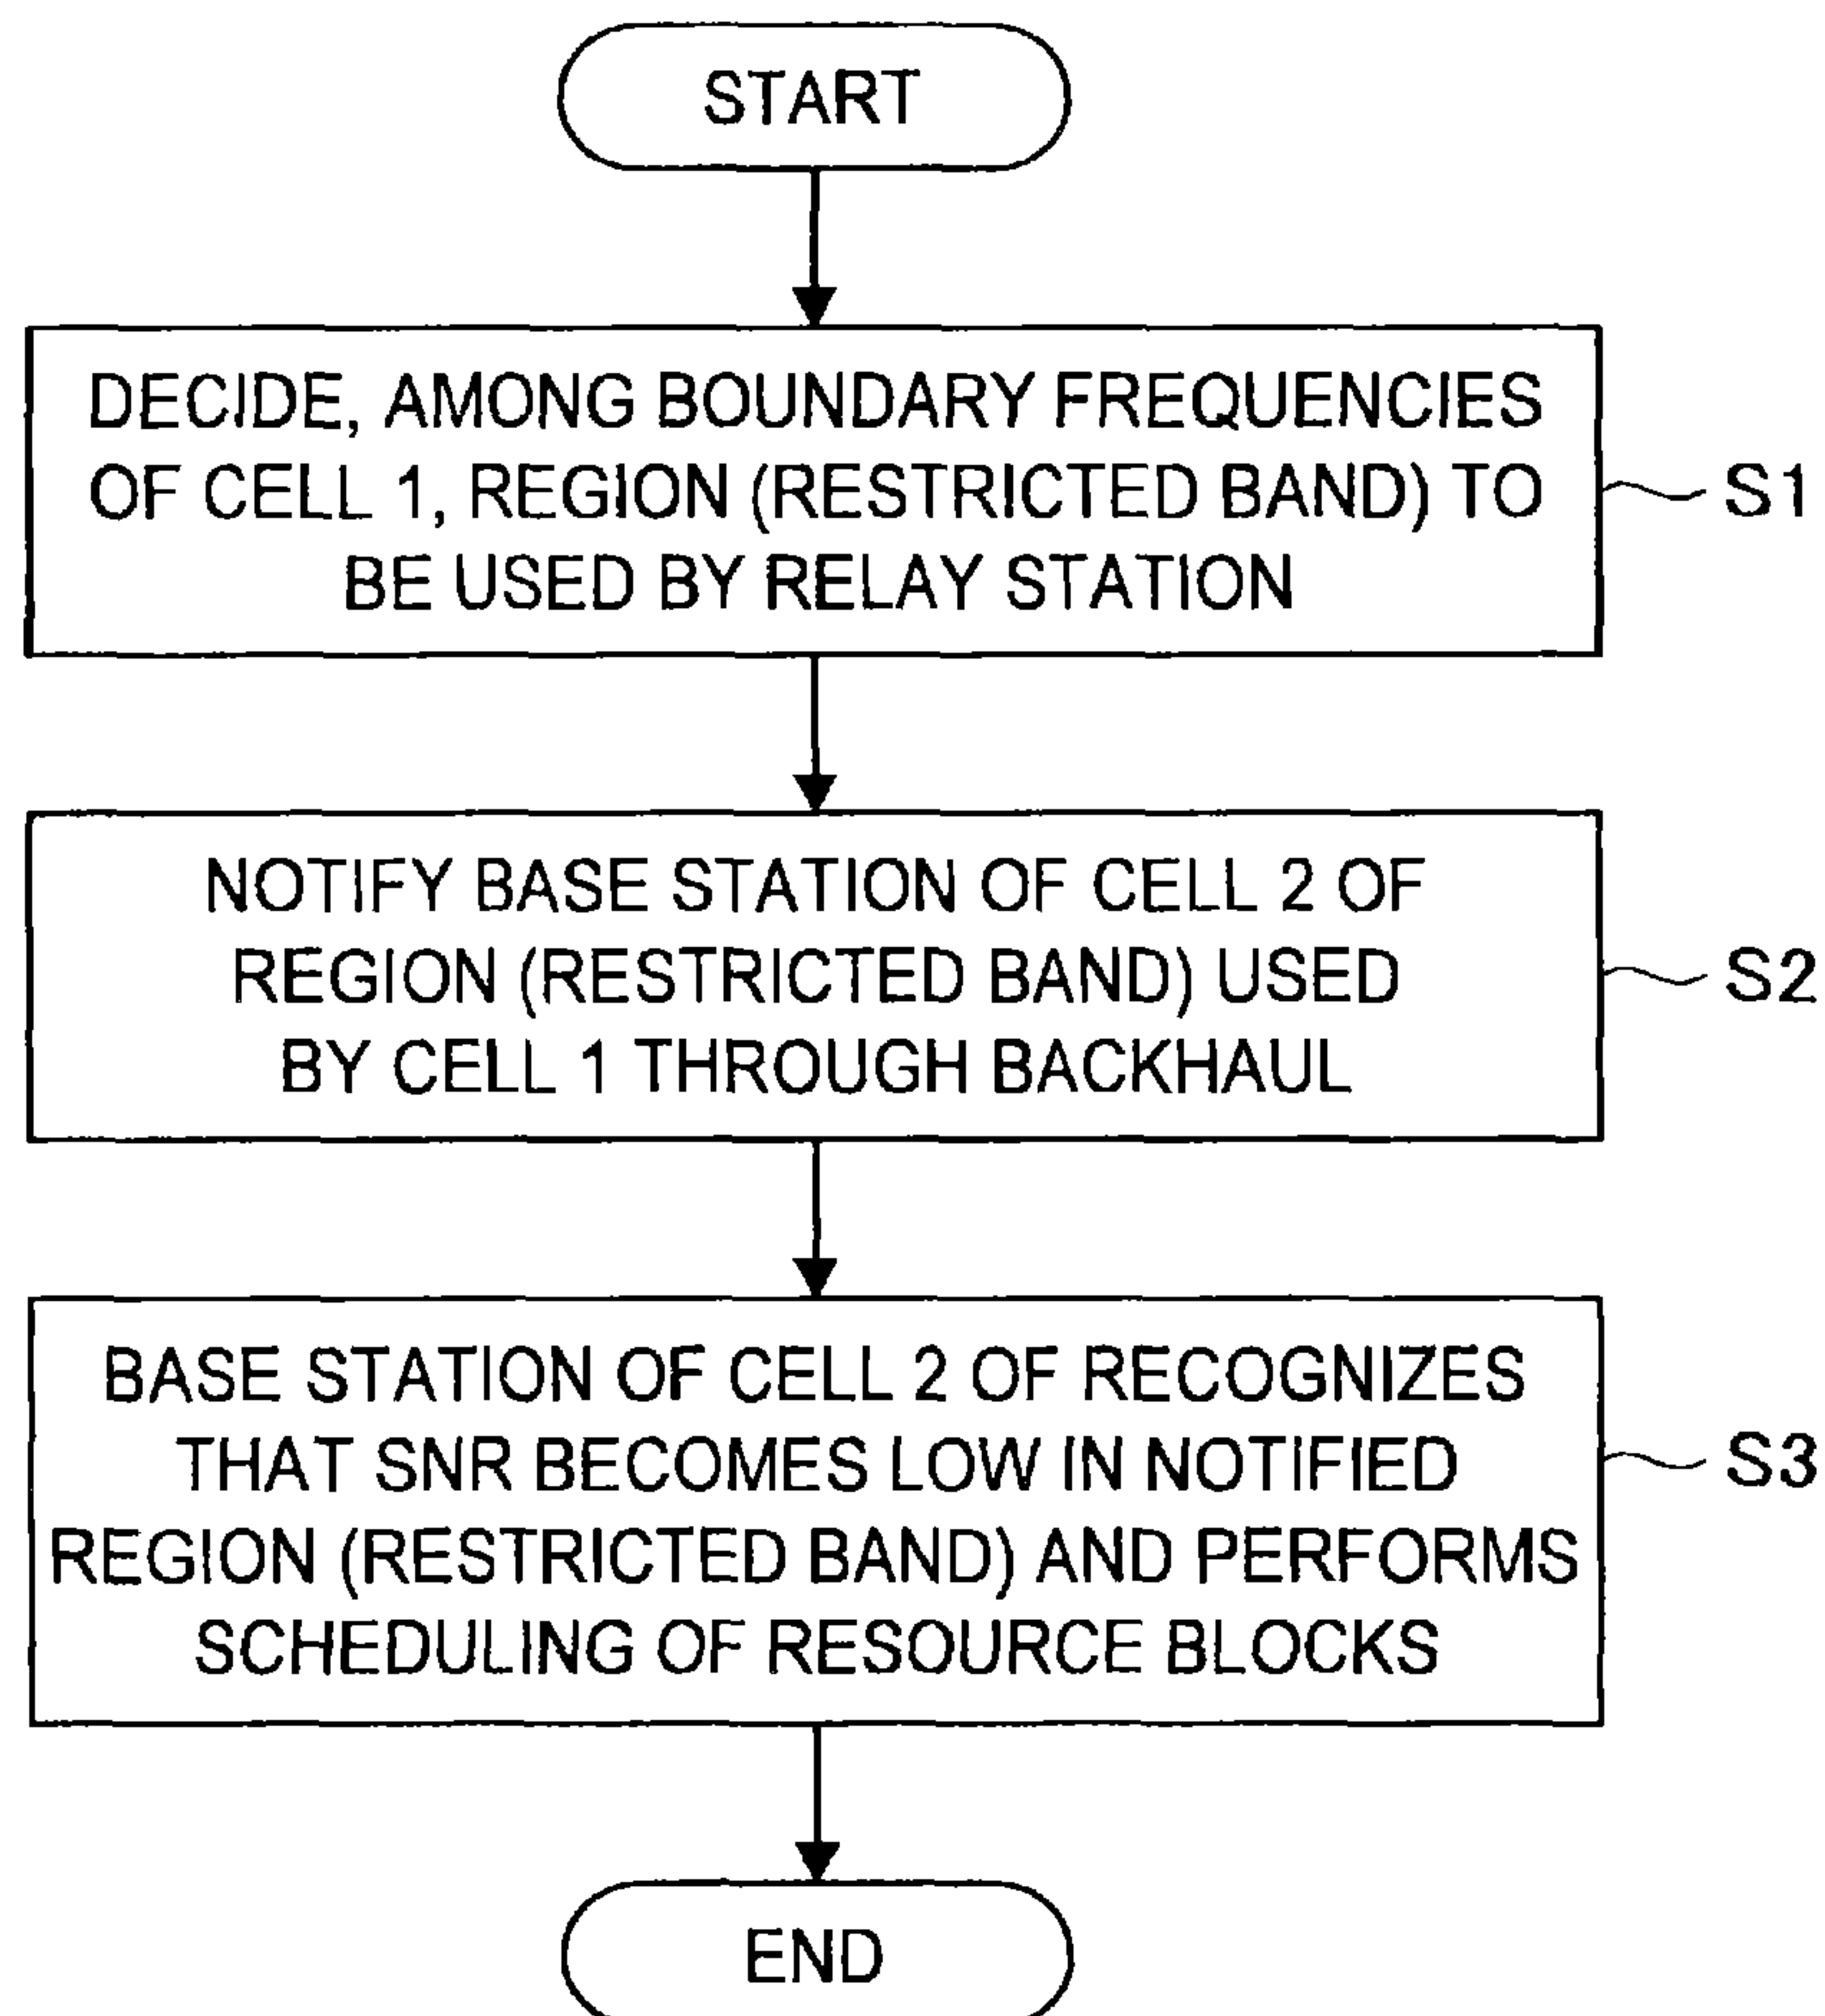 START
DECIDE, AMONG BOUNDARY FREQUENCIES
OF CELL 1, REGION (RESTRICTED BAND) TO
BE USED BY RELAY STATION
S1
NOTIFY BASE STATION OF CELL 2 OF
REGION (RESTRICTED BAND) USED
BY CELL 1 THROUGH BACKHAUL
S2
BASE STATION OF CELL 2 OF RECOGNIZES
THAT SNR BECOMES LOW IN NOTIFIED
REGION (RESTRICTED BAND) AND PERFORMS
SCHEDULING OF RESOURCE BLOCKS
S3
END